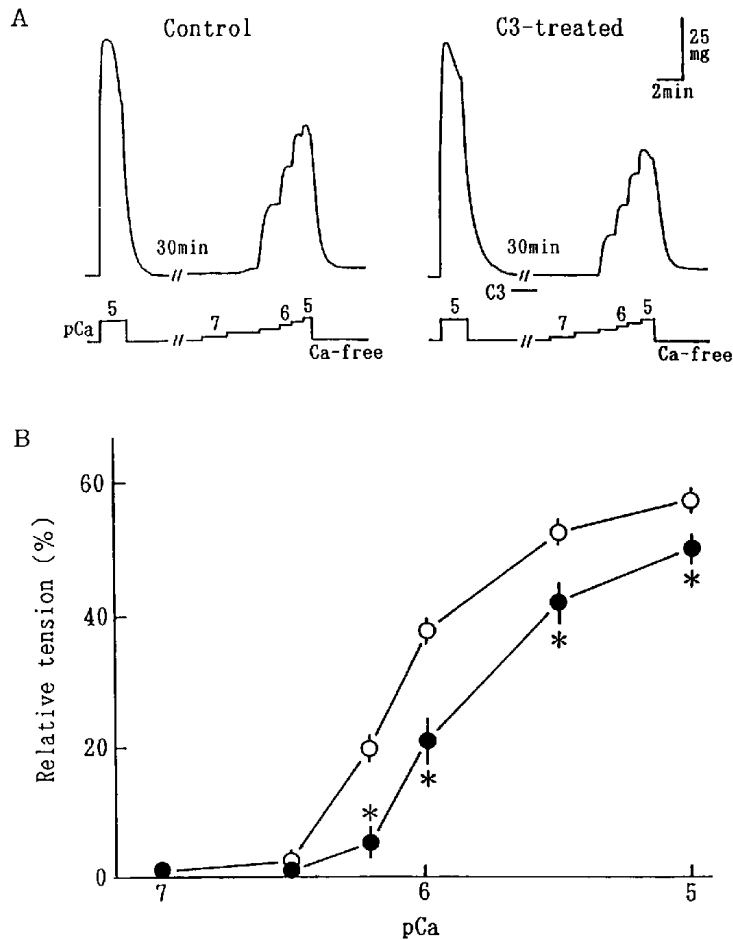 A
Control
C3-treated
25
mg
2min
30min
30min
C3
pCa
5
7
6
5
Ca-free
5
7
6
5
Ca-free
B
Relative tension (%)
60
40
20
0
7
6
5
pCa
*
*
*
*